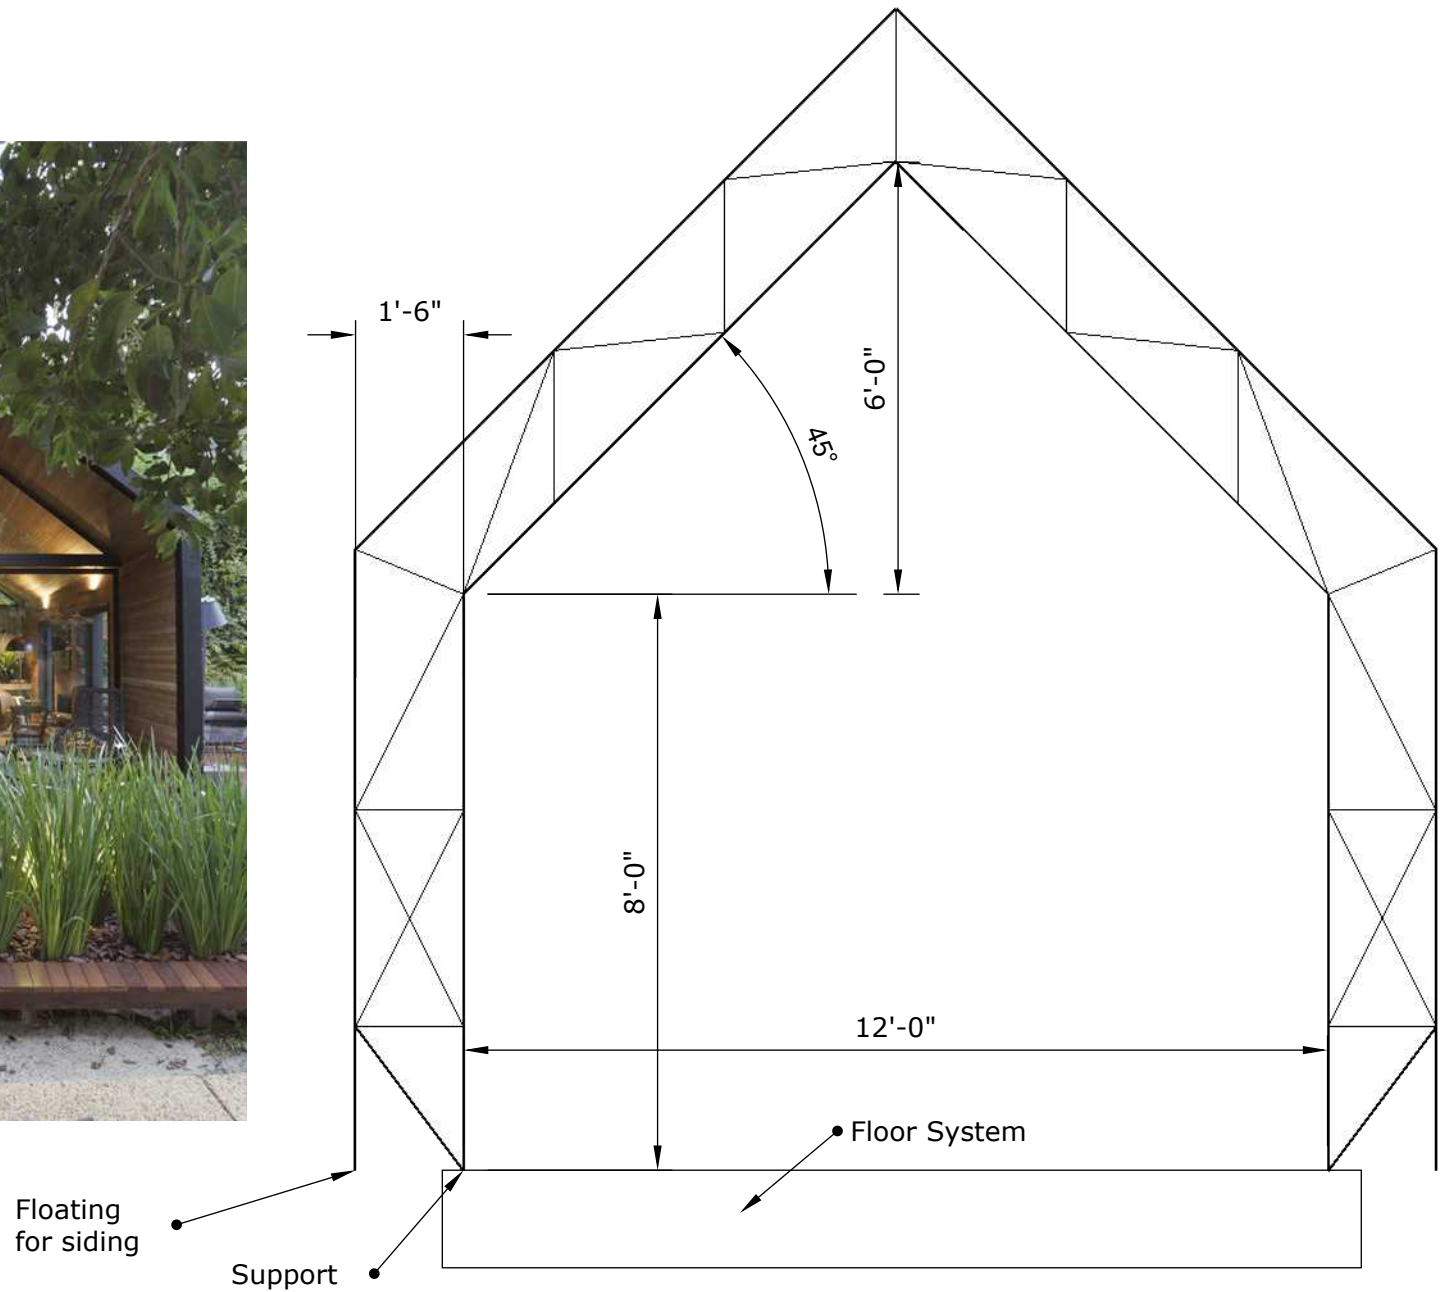 1'-6"
6'-0"
45°
8'-0"
12'-0"
Floor System
Floating
for siding
Support